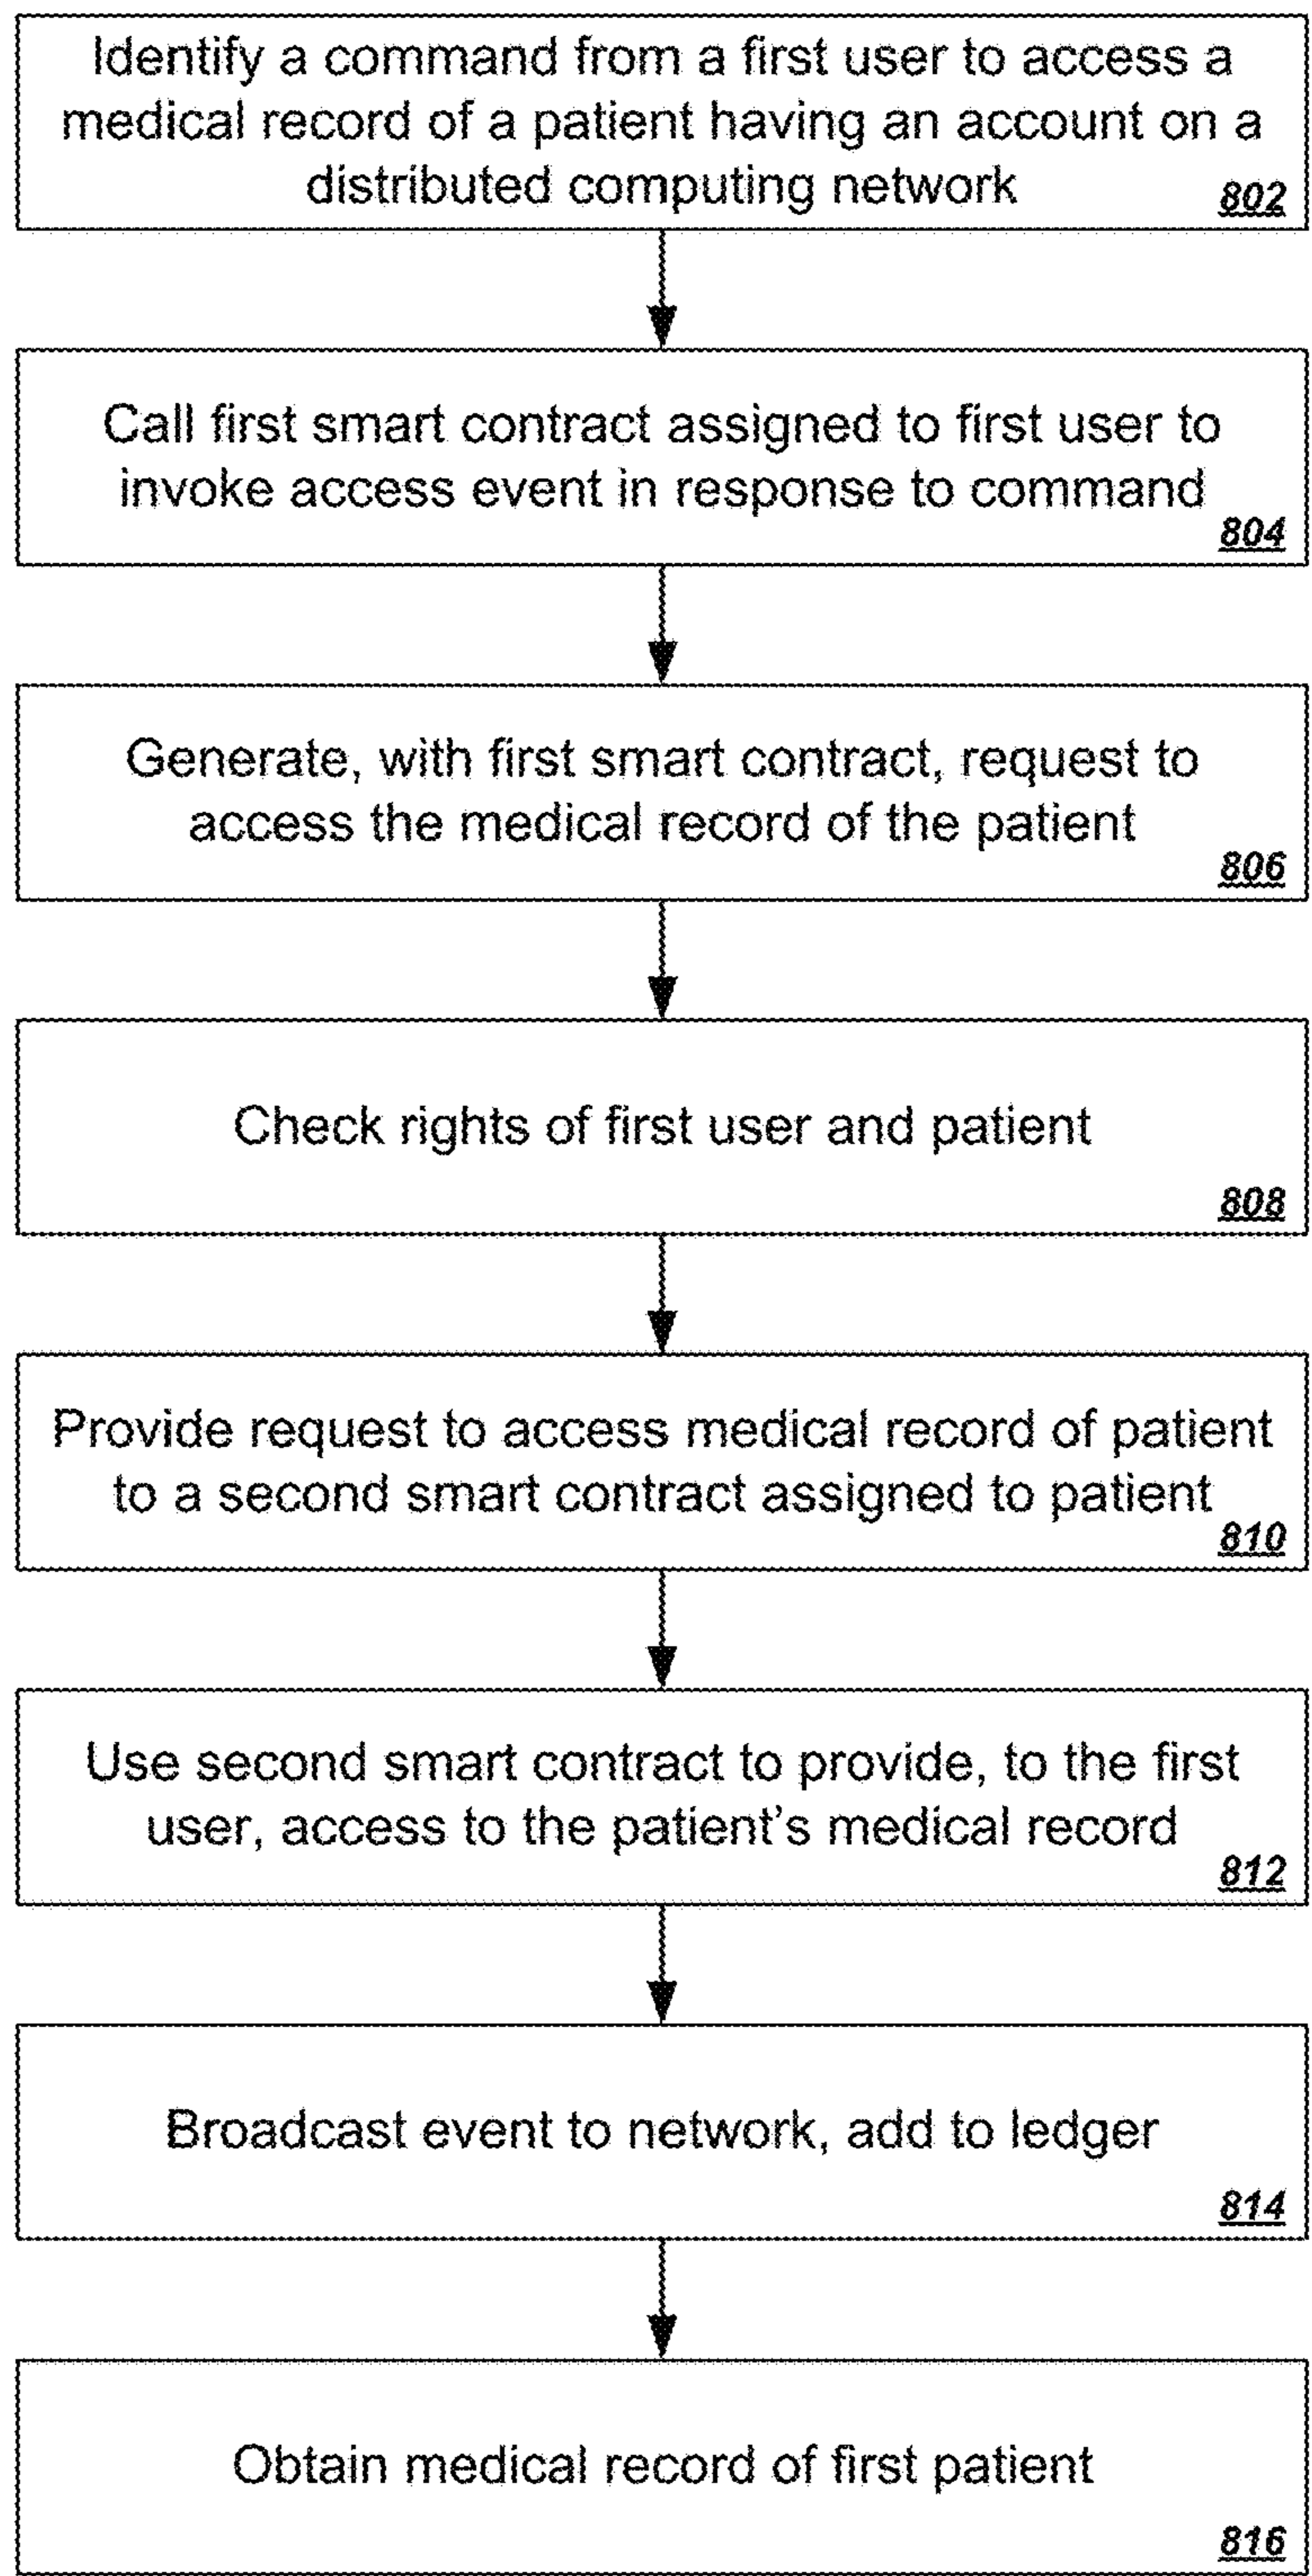 Identify a command from a first user to access a
medical record of a patient having an account on a
distributed computing network
802
Call first smart contract assigned to first user to
invoke access event in response to command
804
Generate, with first smart contract, request to
access the medical record of the patient
806
Check rights of first user and patient
808
Provide request to access medical record of patient
to a second smart contract assigned to patient
810
Use second smart contract to provide, to the first
user, access to the patient's medical record
812
Broadcast event to network, add to ledger
814
Obtain medical record of first patient
816